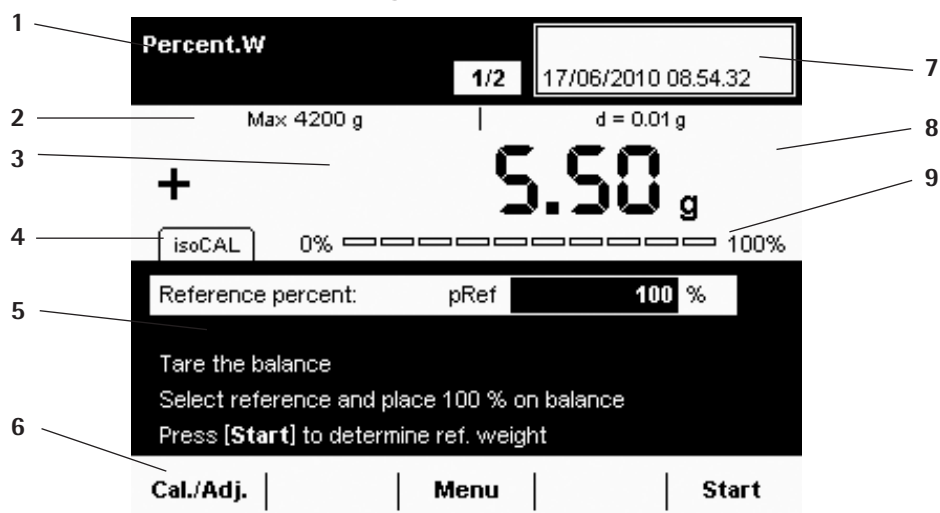 1
Percent.W
1/2
17/06/2010 08.54.32
7
2
Max 4200 g | d = 0.01 g
8
3
+ 5.50 g
9
4
isoCAL 0% 100%
Reference percent: pRef 100 %
5
Tare the balance
Select reference and place 100 % on balance
Press [Start] to determine ref. weight
6
Cal./Adj. | | Menu | | Start